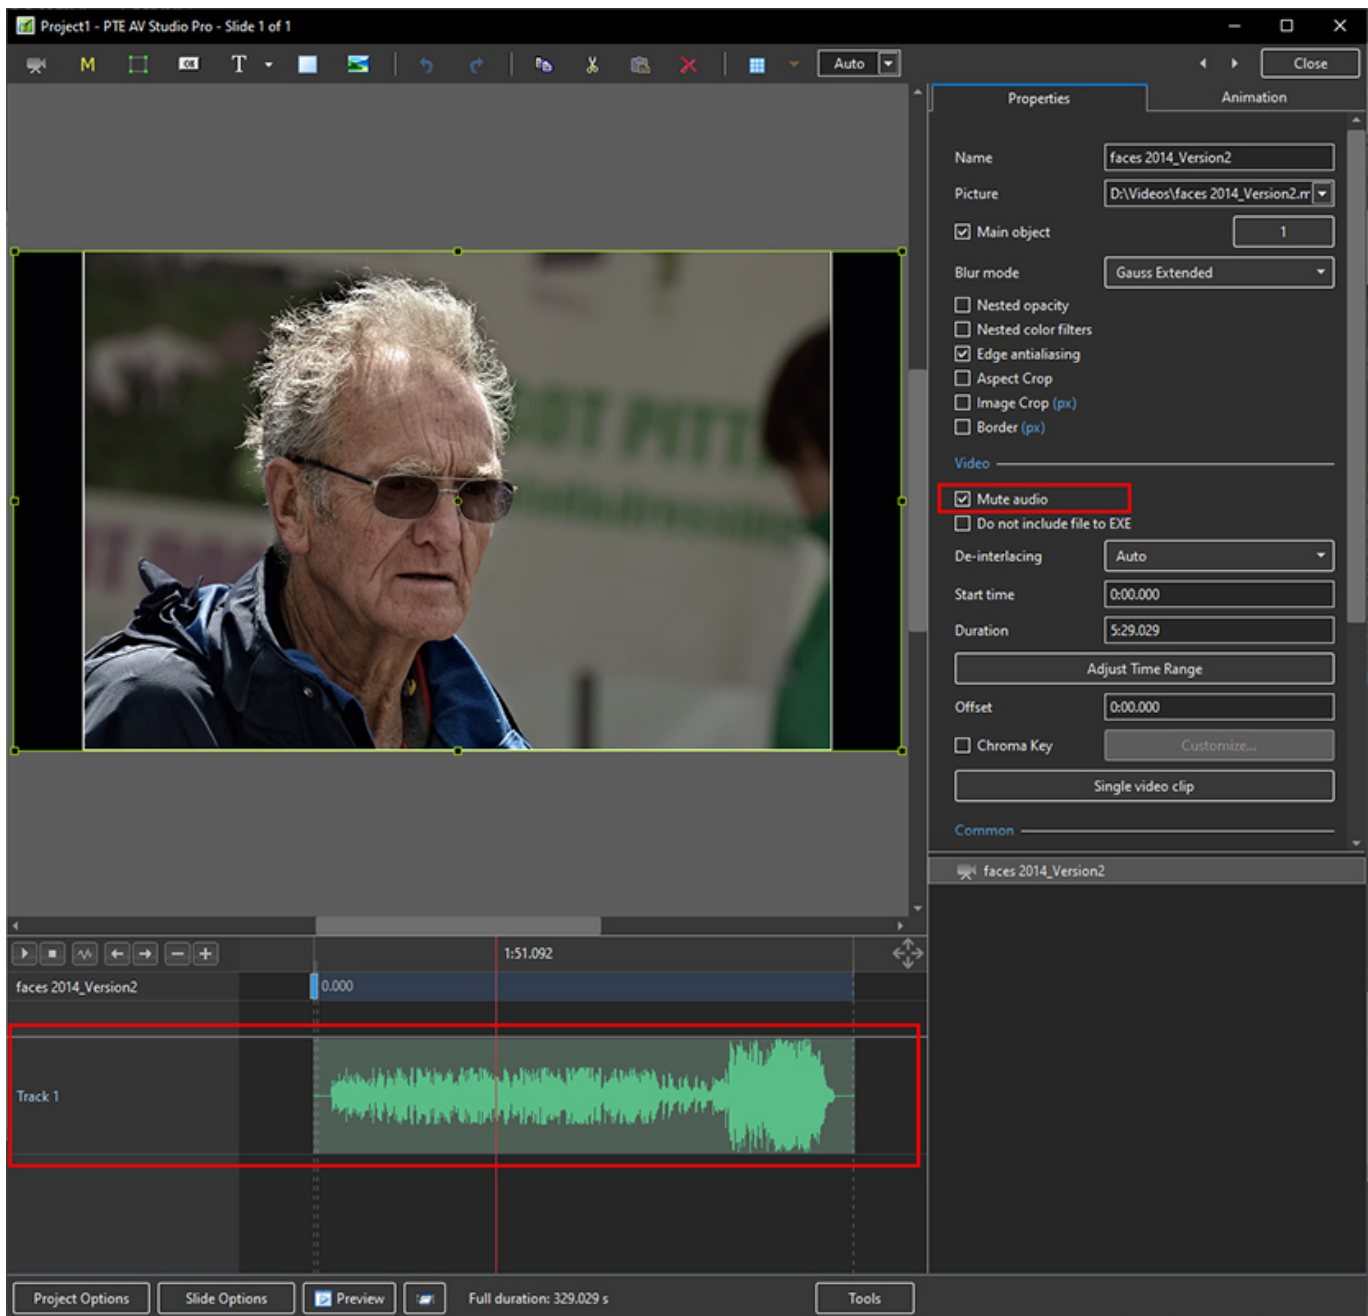 Project1 - PTE AV Studio Pro - Slide 1 of 1
M OK T Auto Close
Properties Animation
Name faces 2014_Version2
Picture D:\Videos\faces 2014_Version2.m
Main object 1
Blur mode Gauss Extended
Nested opacity
Nested color filters
Edge antialiasing
Aspect Crop
Image Crop (px)
Border (px)
Video
Mute audio
Do not include file to EXE
De-interlacing Auto
Start time 0:00.000
Duration 5:29.029
Adjust Time Range
Offset 0:00.000
Chroma Key Customize...
Single video clip
Common
faces 2014_Version2
1:51.092
faces 2014_Version2 0.000
Track 1
Project Options Slide Options Preview Full duration: 329.029 s Tools